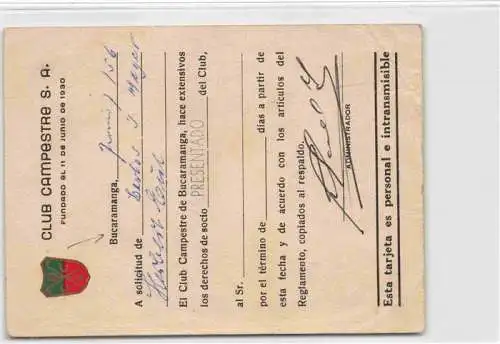 CLUB CAMPESTRE S. A.
FUNDADO EL 11 DE JUNIO DE 1930
Bucaramanga,
A solicitud de
El Club Campestre de Bucaramanga, hace extensivos
los derechos de socio PRESENTADO del Club,
al Sr.
por el término de días a partir de
esta fecha y de acuerdo con los artículos del
Reglamento, copiados al respaldo.
ADMINISTRADOR
Esta tarjeta es personal e intransmisible